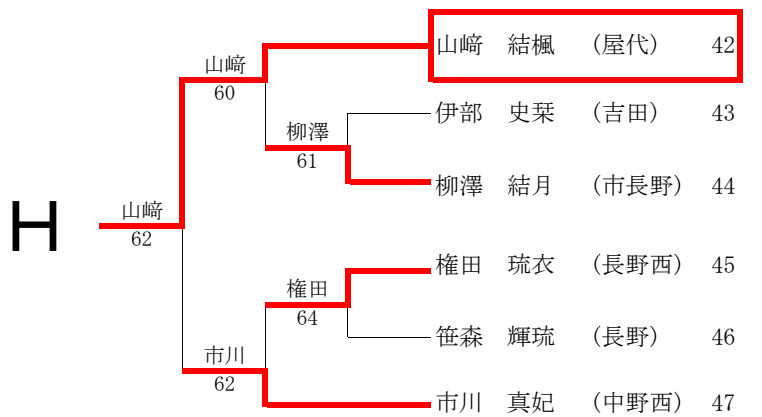 山﨑 結楓 （屋代） 42
山﨑
60
伊部 史栞 （吉田） 43
柳澤
61
柳澤 結月 （市長野） 44
H
山﨑
62
権田 琉衣 （長野西） 45
権田
64
笹森 輝琉 （長野） 46
市川
62
市川 真妃 （中野西） 47